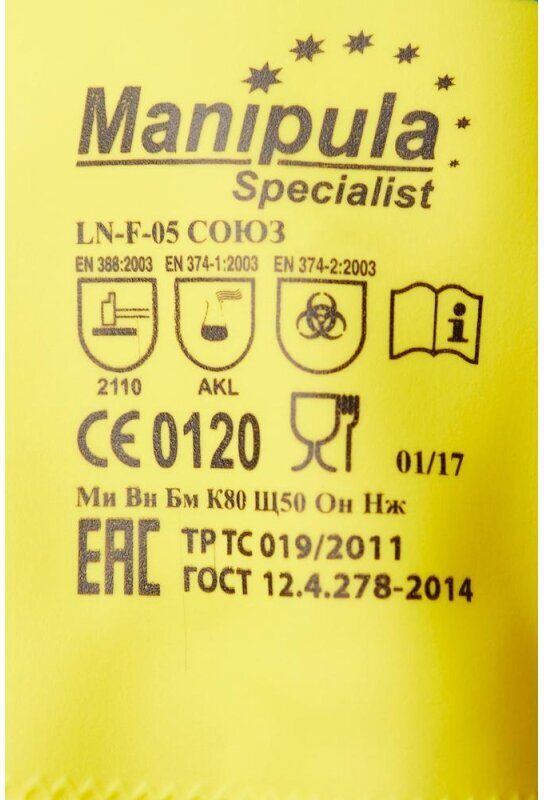 Manipula
Specialist
LN-F-05 СОЮЗ
EN 388:2003 EN 374-1:2003 EN 374-2:2003
i
2110 AKL
CE 0120
01/17
Ми Вн Бм К80 Щ50 Он Нж
EAC ТР ТС 019/2011
ГОСТ 12.4.278-2014